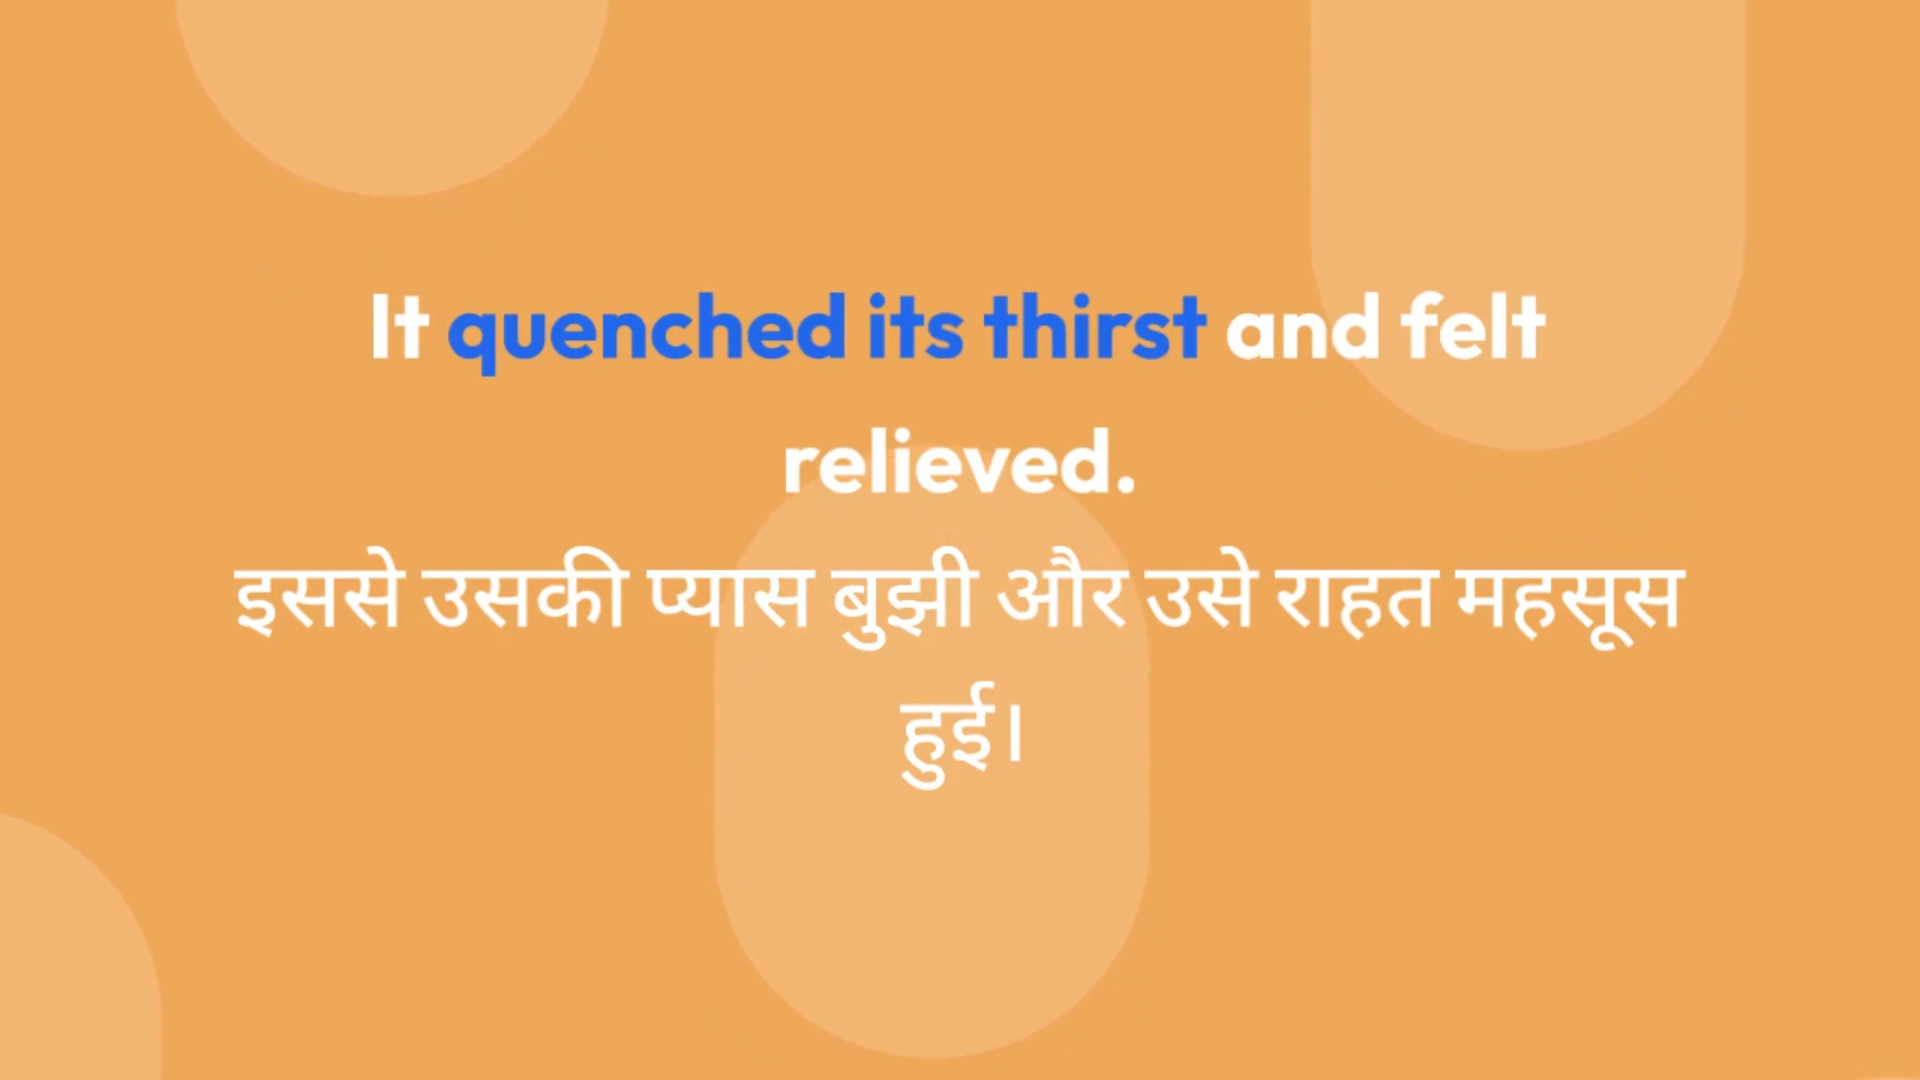 It quenched its thirst and felt
relieved.
इससे उसकी प्यास बुझी और उसे राहत महसूस
हुई।